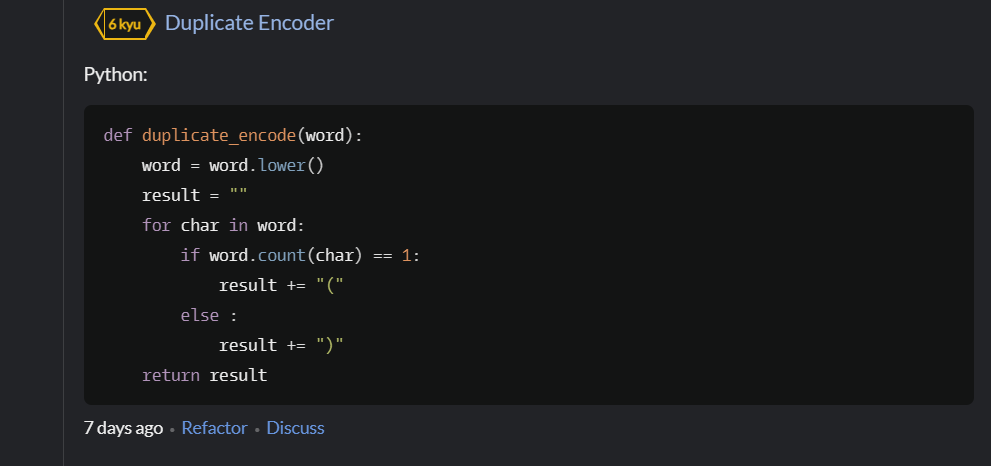 6 kyu Duplicate Encoder
Python:
def duplicate_encode(word):
    word = word.lower()
    result = ""
    for char in word:
        if word.count(char) == 1:
            result += "("
        else :
            result += ")"
    return result
7 days ago • Refactor • Discuss